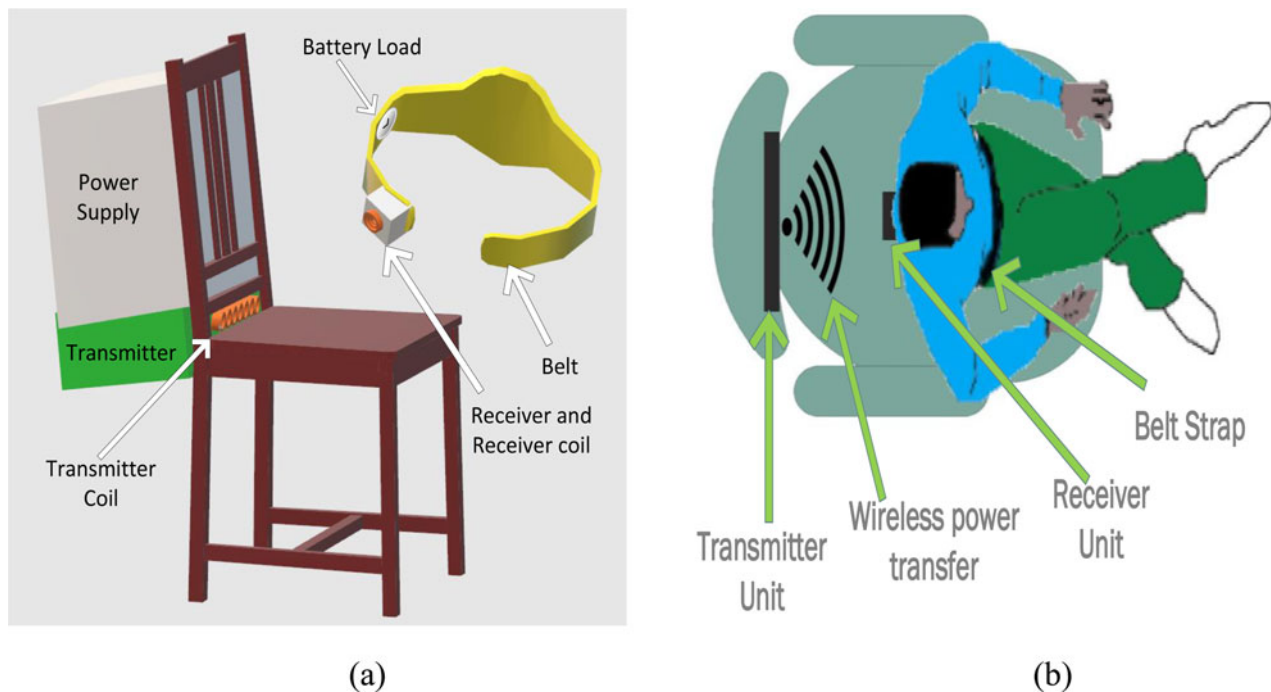 Battery Load
Power
Supply
Transmitter
Belt
Receiver and
Receiver coil
Transmitter
Coil
(a)
Belt Strap
Receiver
Unit
Wireless power
transfer
Transmitter
Unit
(b)